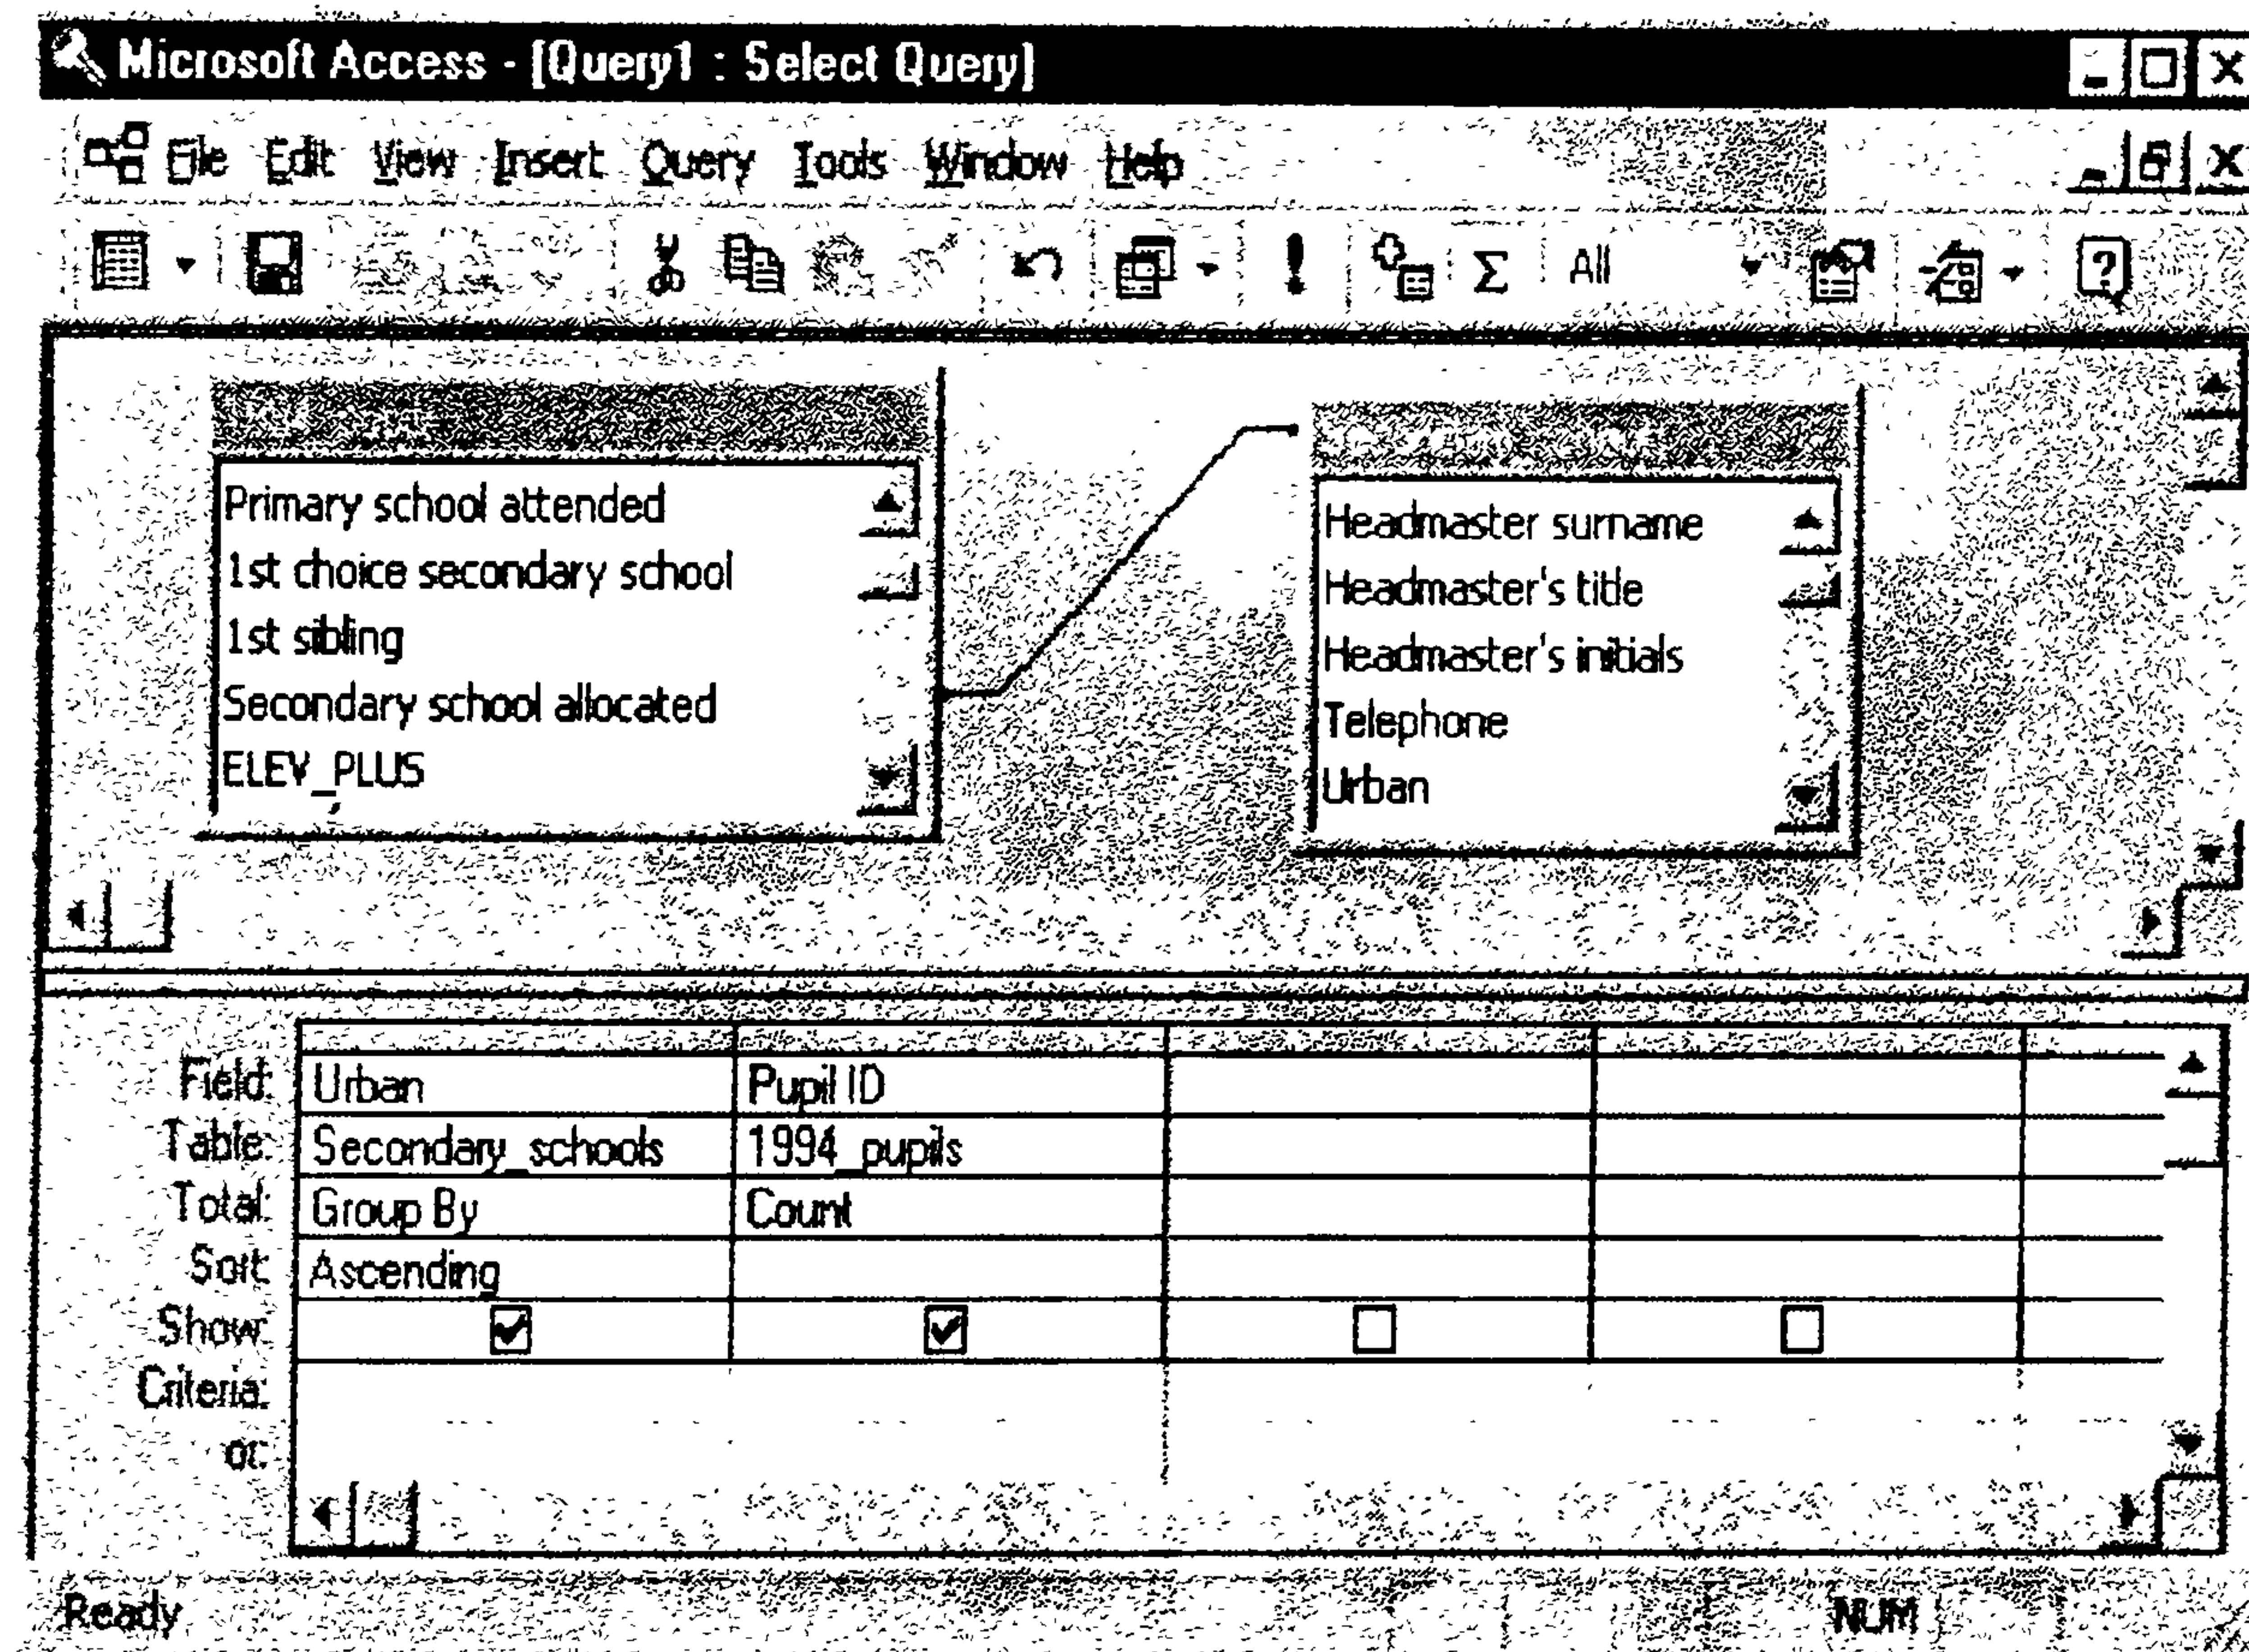 Microsoft Access - [Query1 : Select Query]
File Edit View Insert Query Tools Window Help
Σ All
Primary school attended
1st choice secondary school
1st sibling
Secondary school allocated
ELEV_PLUS
Headmaster surname
Headmaster's title
Headmaster's initials
Telephone
Urban
Field: Urban Pupil ID
Table: Secondary_schools 1994_pupils
Total: Group By Count
Sort: Ascending
Show:
Criteria:
or:
Ready NUM